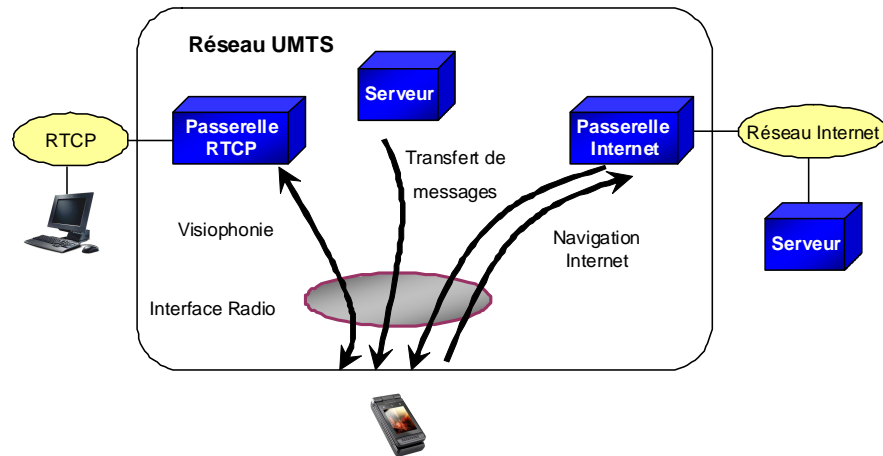 Réseau UMTS
Serveur
Passerelle
RTCP
Passerelle
Internet
RTCP
Réseau Internet
Transfert de
messages
Visiophonie
Navigation
Internet
Serveur
Interface Radio